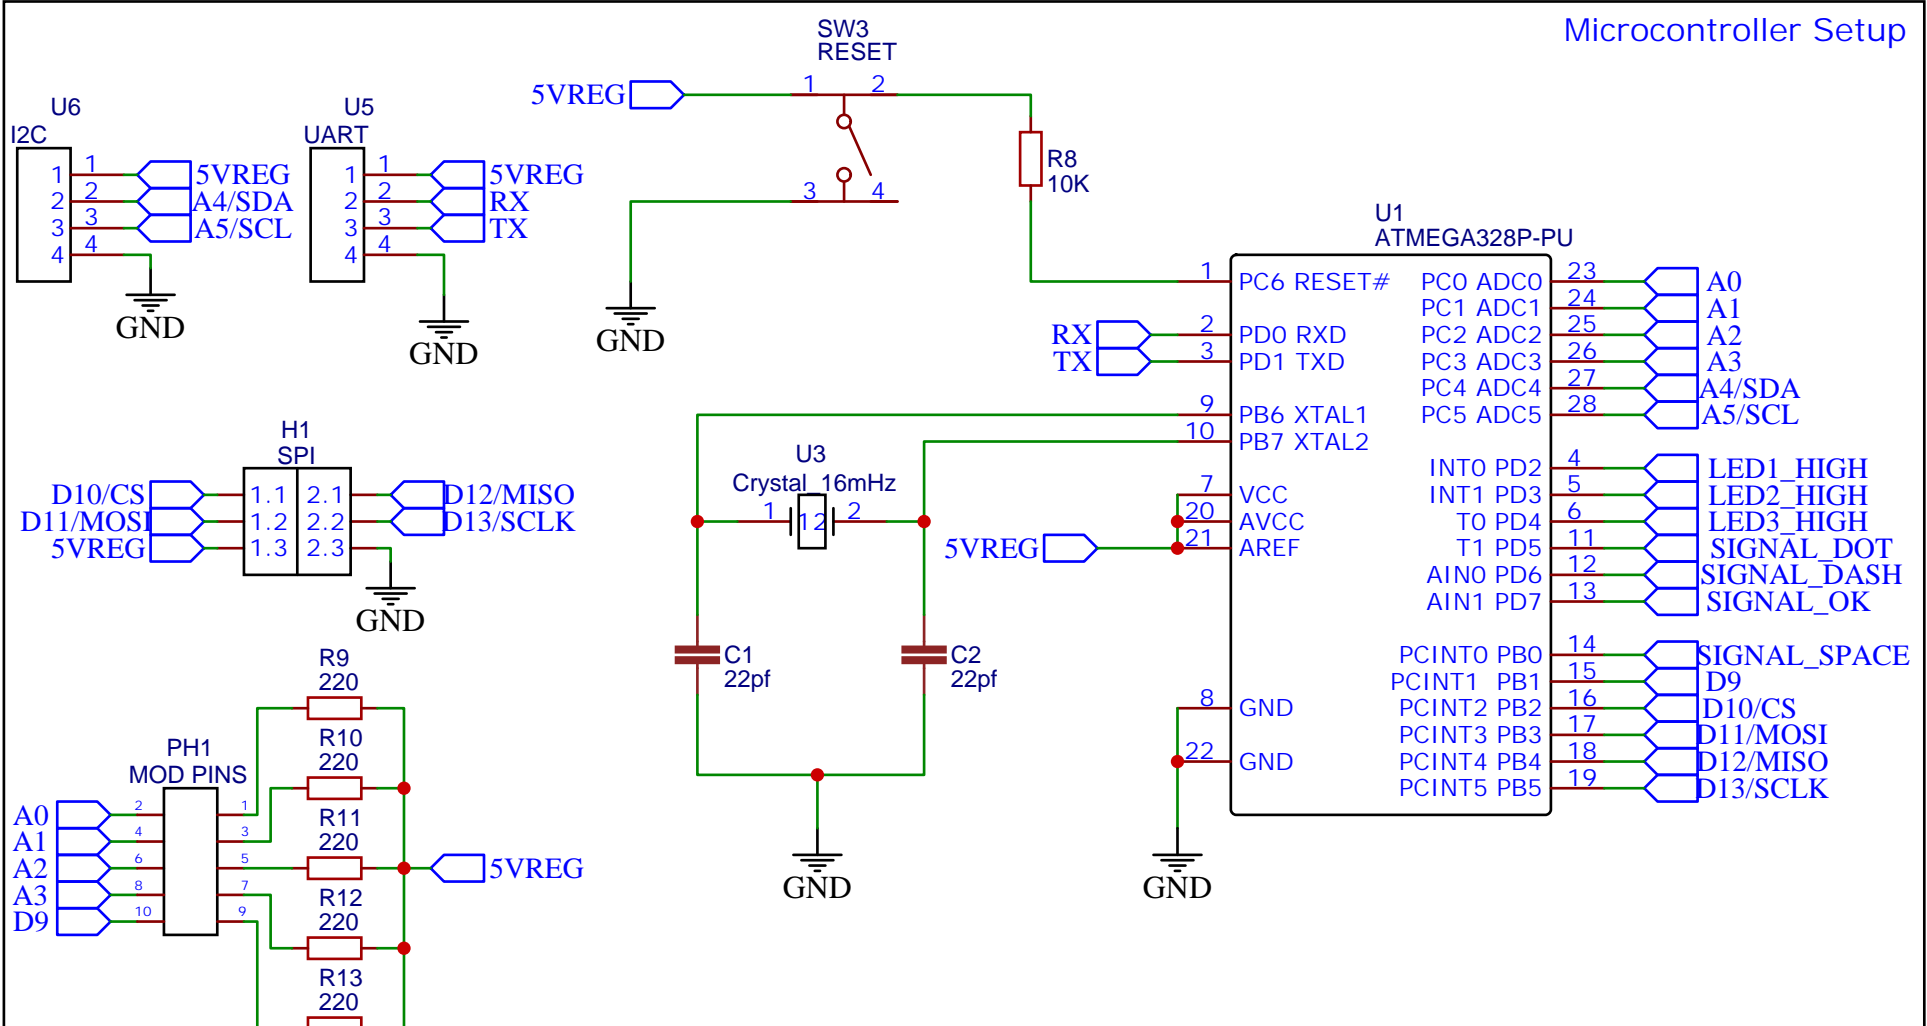 Microcontroller Setup
SW3
RESET
5VREG
1
2
3
4
GND
R8
10K
U6
I2C
1
2
3
4
1
2
3
4
5VREG
A4/SDA
A5/SCL
GND
U5
UART
1
2
3
4
1
2
3
4
5VREG
RX
TX
GND
H1
SPI
D10/CS
D11/MOSI
5VREG
1.1 2.1
1.2 2.2
1.3 2.3
D12/MISO
D13/SCLK
GND
U3
Crystal_16mHz
1 12 2
C1
22pf
C2
22pf
GND
5VREG
RX
TX
U1
ATMEGA328P-PU
1 PC6 RESET#
2 PD0 RXD
3 PD1 TXD
9 PB6 XTAL1
10 PB7 XTAL2
7 VCC
20 AVCC
21 AREF
8 GND
22 GND
GND
PC0 ADC0 23 A0
PC1 ADC1 24 A1
PC2 ADC2 25 A2
PC3 ADC3 26 A3
PC4 ADC4 27 A4/SDA
PC5 ADC5 28 A5/SCL
INT0 PD2 4 LED1_HIGH
INT1 PD3 5 LED2_HIGH
T0 PD4 6 LED3_HIGH
T1 PD5 11 SIGNAL_DOT
AIN0 PD6 12 SIGNAL_DASH
AIN1 PD7 13 SIGNAL_OK
PCINT0 PB0 14 SIGNAL_SPACE
PCINT1 PB1 15 D9
PCINT2 PB2 16 D10/CS
PCINT3 PB3 17 D11/MOSI
PCINT4 PB4 18 D12/MISO
PCINT5 PB5 19 D13/SCLK
PH1
MOD PINS
A0 2 1
A1 4 3
A2 6 5
A3 8 7
D9 10 9
R9
220
R10
220
R11
220
R12
220
R13
220
5VREG